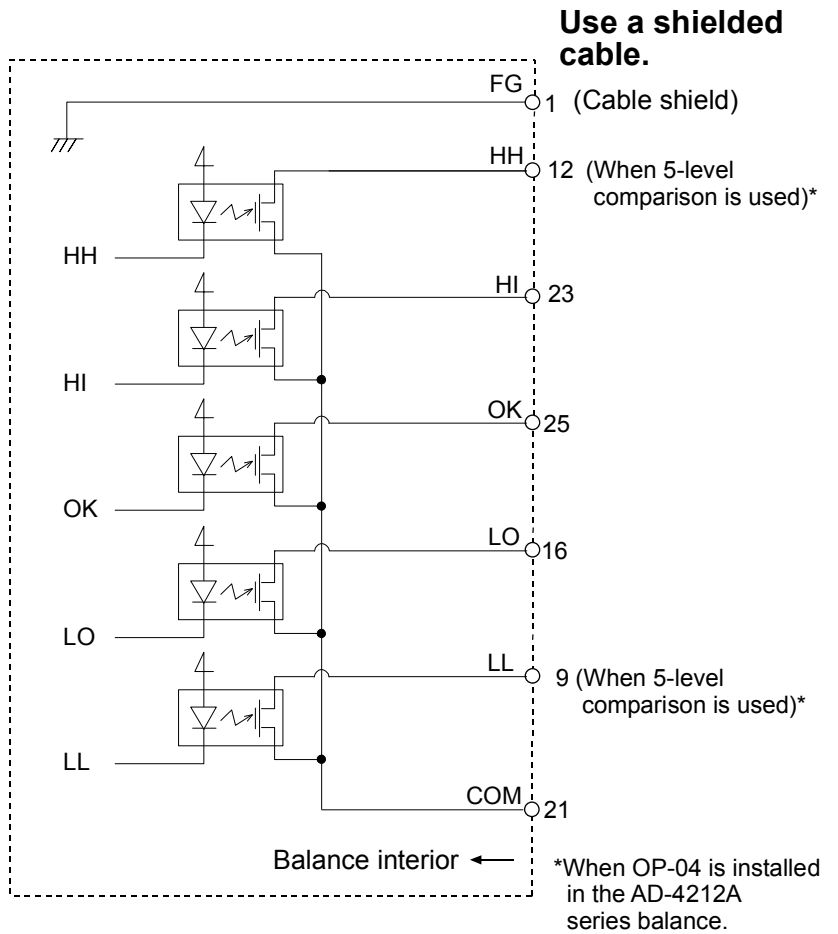 Use a shielded
cable.
FG
1 (Cable shield)
HH
12 (When 5-level
comparison is used)*
HH
HI
23
HI
OK
25
OK
LO
16
LO
LL
9 (When 5-level
comparison is used)*
LL
COM
21
Balance interior
*When OP-04 is installed
in the AD-4212A
series balance.